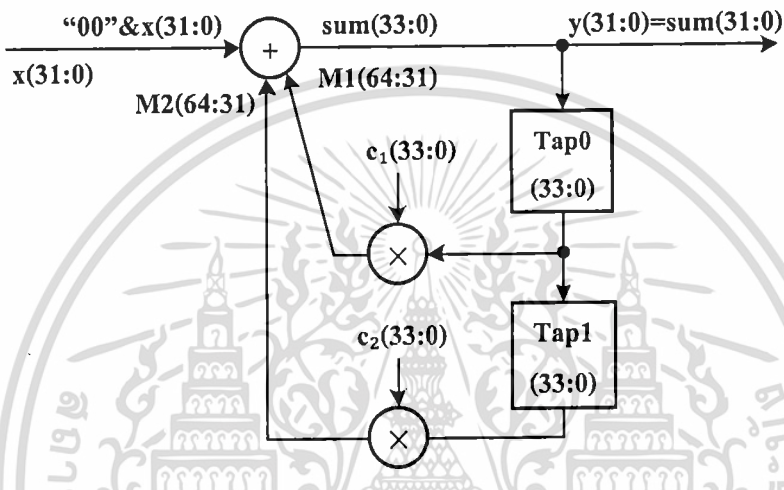 “00”&x(31:0)
sum(33:0)
y(31:0)=sum(31:0)
+
x(31:0)
M1(64:31)
M2(64:31)
Tap0
(33:0)
c₁(33:0)
×
Tap1
(33:0)
c₂(33:0)
×